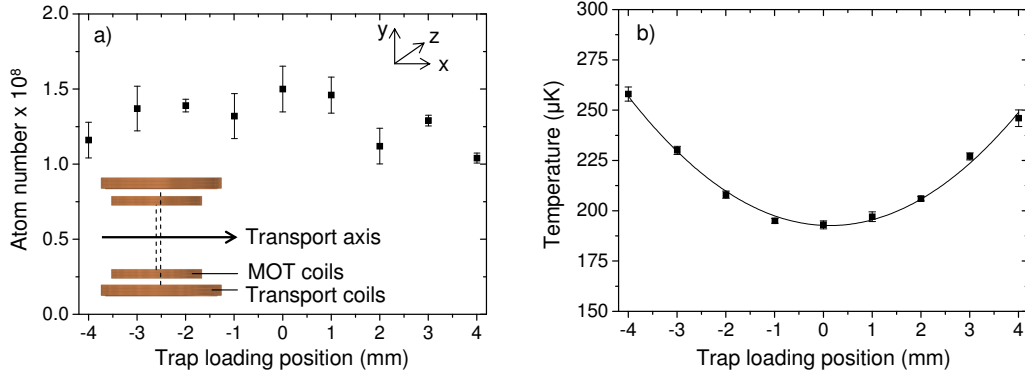 a)
y
z
x
Atom number x 10⁸
2.0
1.5
1.0
0.5
0.0
Transport axis
MOT coils
Transport coils
-4 -3 -2 -1 0 1 2 3 4
Trap loading position (mm)
b)
Temperature (µK)
300
275
250
225
200
175
150
-4 -3 -2 -1 0 1 2 3 4
Trap loading position (mm)